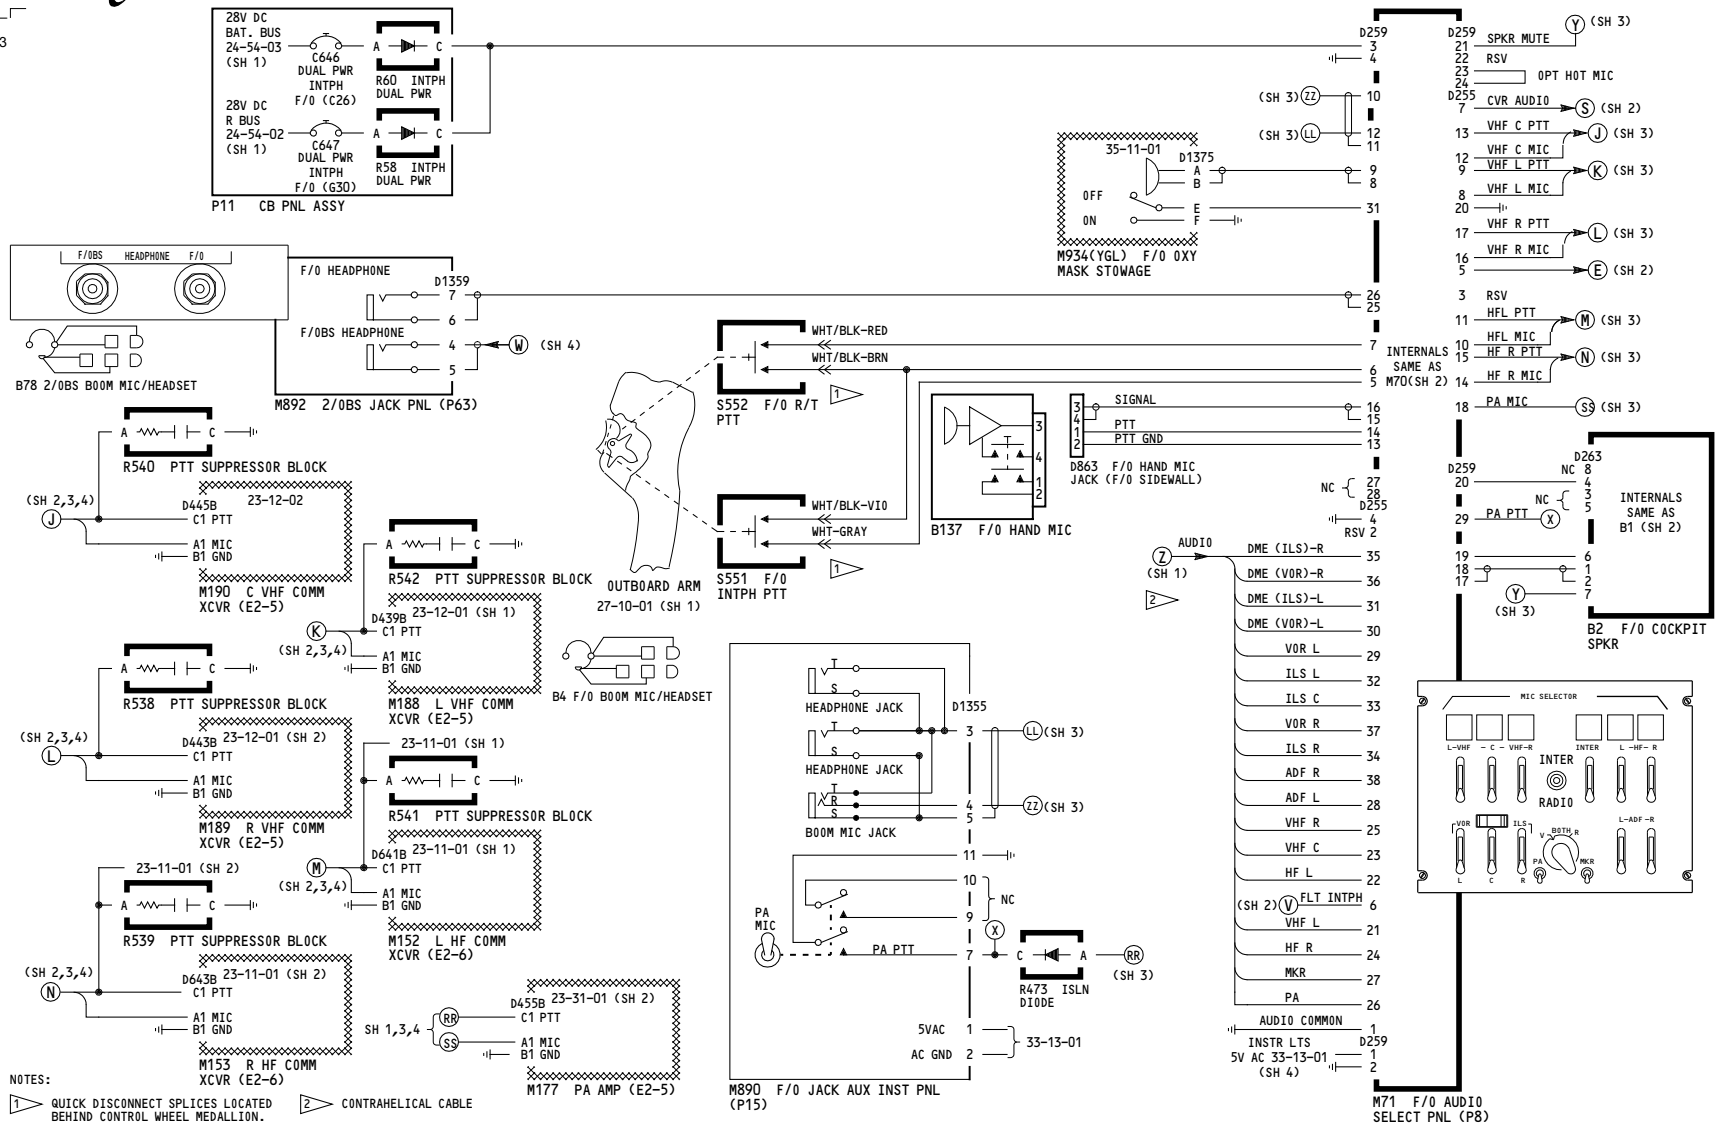 3
28V DC
BAT. BUS
24-54-03
(SH 1)
C646
DUAL PWR
INTPH
F/O (C26)
A
C
R60 INTPH
DUAL PWR
28V DC
R BUS
24-54-02
(SH 1)
C647
DUAL PWR
INTPH
F/O (G30)
A
C
R58 INTPH
DUAL PWR
P11 CB PNL ASSY
F/OBS HEADPHONE F/O
F/O HEADPHONE
D1359
7
6
F/OBS HEADPHONE
4
5
W (SH 4)
B78 2/OBS BOOM MIC/HEADSET
M892 2/OBS JACK PNL (P63)
A C
R540 PTT SUPPRESSOR BLOCK
(SH 2,3,4)
J
D445B 23-12-02
C1 PTT
A1 MIC
B1 GND
M190 C VHF COMM
XCVR (E2-5)
A C
R542 PTT SUPPRESSOR BLOCK
K
(SH 2,3,4)
23-12-01 (SH 1)
D439B
C1 PTT
A1 MIC
B1 GND
M188 L VHF COMM
XCVR (E2-5)
A C
R538 PTT SUPPRESSOR BLOCK
(SH 2,3,4)
L
D443B 23-12-01 (SH 2)
C1 PTT
A1 MIC
B1 GND
M189 R VHF COMM
XCVR (E2-5)
23-11-01 (SH 1)
A C
R541 PTT SUPPRESSOR BLOCK
M
(SH 2,3,4)
D641B 23-11-01 (SH 1)
C1 PTT
A1 MIC
B1 GND
M152 L HF COMM
XCVR (E2-6)
23-11-01 (SH 2)
A C
R539 PTT SUPPRESSOR BLOCK
(SH 2,3,4)
N
D643B 23-11-01 (SH 2)
C1 PTT
A1 MIC
B1 GND
M153 R HF COMM
XCVR (E2-6)
SH 1,3,4
RR
SS
D455B 23-31-01 (SH 2)
C1 PTT
A1 MIC
B1 GND
M177 PA AMP (E2-5)
NOTES:
1 QUICK DISCONNECT SPLICES LOCATED
BEHIND CONTROL WHEEL MEDALLION.
2 CONTRAHELICAL CABLE
OUTBOARD ARM
27-10-01 (SH 1)
B4 F/O BOOM MIC/HEADSET
WHT/BLK-RED
WHT/BLK-BRN
1
S552 F/O R/T
PTT
WHT/BLK-VIO
WHT-GRAY
1
S551 F/O
INTPH PTT
3
4
1
2
B137 F/O HAND MIC
3
4
1
2
SIGNAL
PTT
PTT GND
D863 F/O HAND MIC
JACK (F/O SIDEWALL)
35-11-01
D1375
A
B
OFF
E
ON
F
M934(YGL) F/O OXY
MASK STOWAGE
(SH 3) ZZ
(SH 3) LL
T
S
HEADPHONE JACK
T
S
HEADPHONE JACK
T
R
S
BOOM MIC JACK
D1355
3
LL (SH 3)
4
5
ZZ (SH 3)
11
10
NC
9
PA
MIC
PA PTT
7
X
C A
RR
(SH 3)
R473 ISLN
DIODE
5VAC 1
AC GND 2
33-13-01
M890 F/O JACK AUX INST PNL
(P15)
D259
3
4
10
12
11
9
8
31
26
25
7
6
5
16
15
14
13
NC
27
28
D255
4
RSV 2
INTERNALS
SAME AS
M70(SH 2)
Z AUDIO
(SH 1)
2
DME (ILS)-R 35
DME (VOR)-R 36
DME (ILS)-L 31
DME (VOR)-L 30
VOR L 29
ILS L 32
ILS C 33
VOR R 37
ILS R 34
ADF R 38
ADF L 28
VHF R 25
VHF C 23
HF L 22
(SH 2) V FLT INTPH 6
VHF L 21
HF R 24
MKR 27
PA 26
AUDIO COMMON 1
D259
INSTR LTS
5V AC 33-13-01 1
(SH 4) 2
M71 F/O AUDIO
SELECT PNL (P8)
D259
21 SPKR MUTE Y (SH 3)
22 RSV
23
24 OPT HOT MIC
D255
7 CVR AUDIO S (SH 2)
13 VHF C PTT J (SH 3)
12 VHF C MIC
9 VHF L PTT K (SH 3)
8 VHF L MIC
20
17 VHF R PTT L (SH 3)
16 VHF R MIC
5 E (SH 2)
3 RSV
11 HFL PTT M (SH 3)
10 HFL MIC
15 HF R PTT N (SH 3)
14 HF R MIC
18 PA MIC SS (SH 3)
D259
20
29 PA PTT X
19
18
17
Y
(SH 3)
D263
NC 8
4
NC 3
5
6
1
2
7
INTERNALS
SAME AS
B1 (SH 2)
B2 F/O COCKPIT
SPKR
MIC SELECTOR
L-VHF - C - VHF-R INTER L -HF- R
INTER
RADIO
VOR ILS
L-ADF-R
V BOTH R
PA MKR
L C R